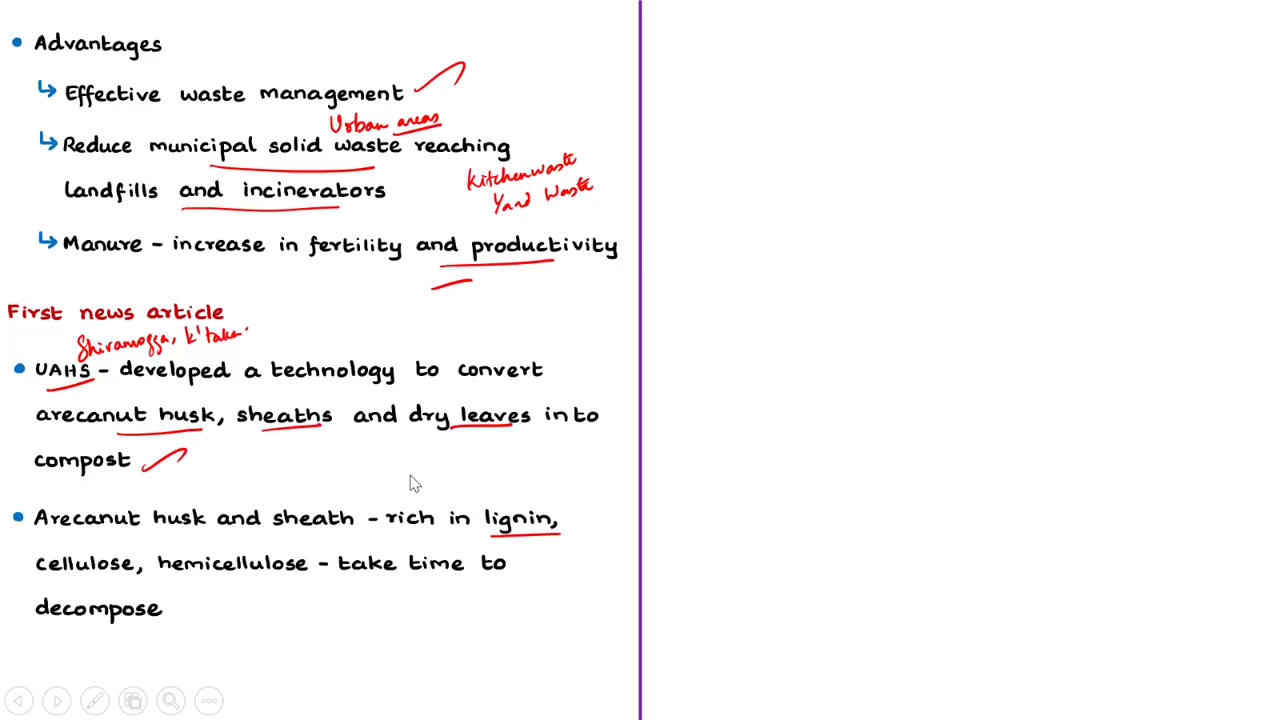 • Advantages
↳ Effective waste management
Urban areas
↳ Reduce municipal solid waste reaching
landfills and incinerators
Kitchen waste
Yard Waste
↳ Manure – increase in fertility and productivity
First news article
Shivamogga, k'taka.
• UAHS – developed a technology to convert
arecanut husk, sheaths and dry leaves into
compost
• Arecanut husk and sheath – rich in lignin,
cellulose, hemicellulose – take time to
decompose